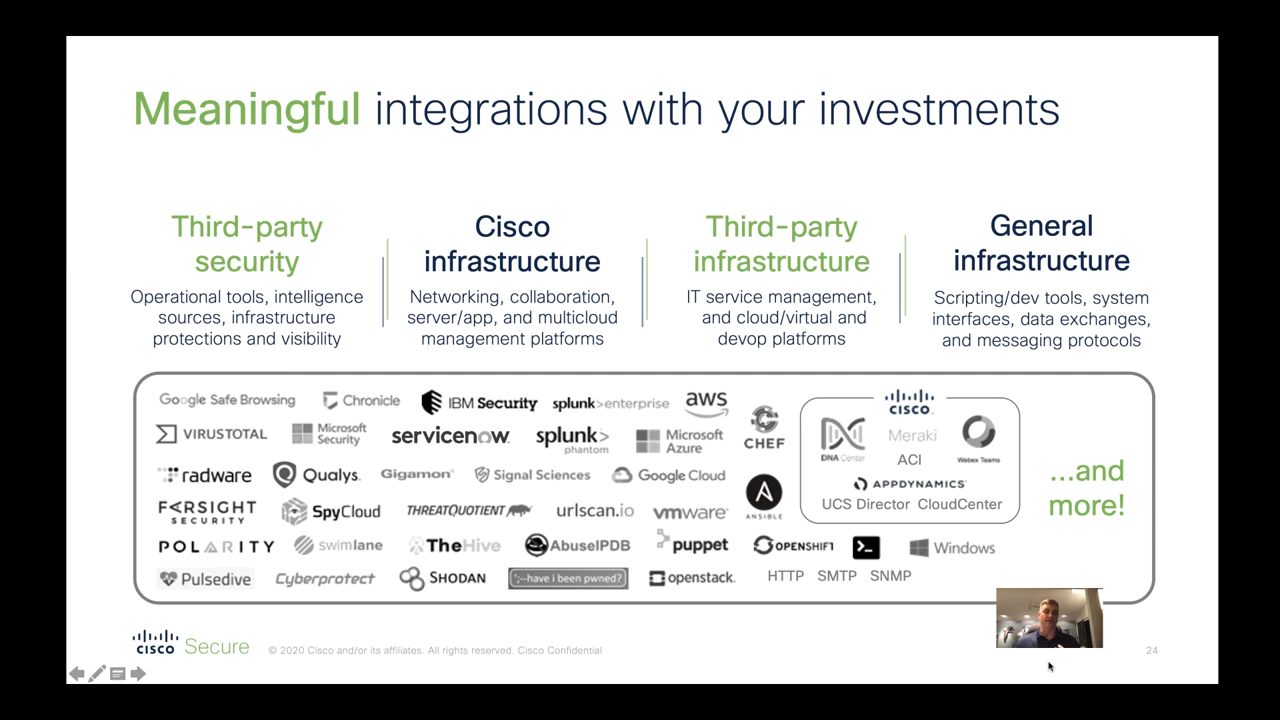 Meaningful integrations with your investments
Third-party
security
Operational tools, intelligence
sources, infrastructure
protections and visibility
Cisco
infrastructure
Networking, collaboration,
server/app, and multicloud
management platforms
Third-party
infrastructure
IT service management,
and cloud/virtual and
devop platforms
General
infrastructure
Scripting/dev tools, system
interfaces, data exchanges,
and messaging protocols
Google Safe Browsing Chronicle IBM Security splunk>enterprise aws
VIRUSTOTAL Microsoft Security servicenow splunk> phantom Microsoft Azure CHEF
radware Qualys. Gigamon Signal Sciences Google Cloud
FARSIGHT SECURITY SpyCloud THREATQUOTIENT urlscan.io vmware ANSIBLE
POLARITY swimlane TheHive AbuseIPDB puppet OPENSHIFT >_ Windows
Pulsedive Cyberprotect SHODAN ';--have i been pwned? openstack. HTTP SMTP SNMP
CISCO
DNA Center Meraki Webex Teams
ACI
APPDYNAMICS
UCS Director CloudCenter
...and
more!
CISCO Secure © 2020 Cisco and/or its affiliates. All rights reserved. Cisco Confidential 24